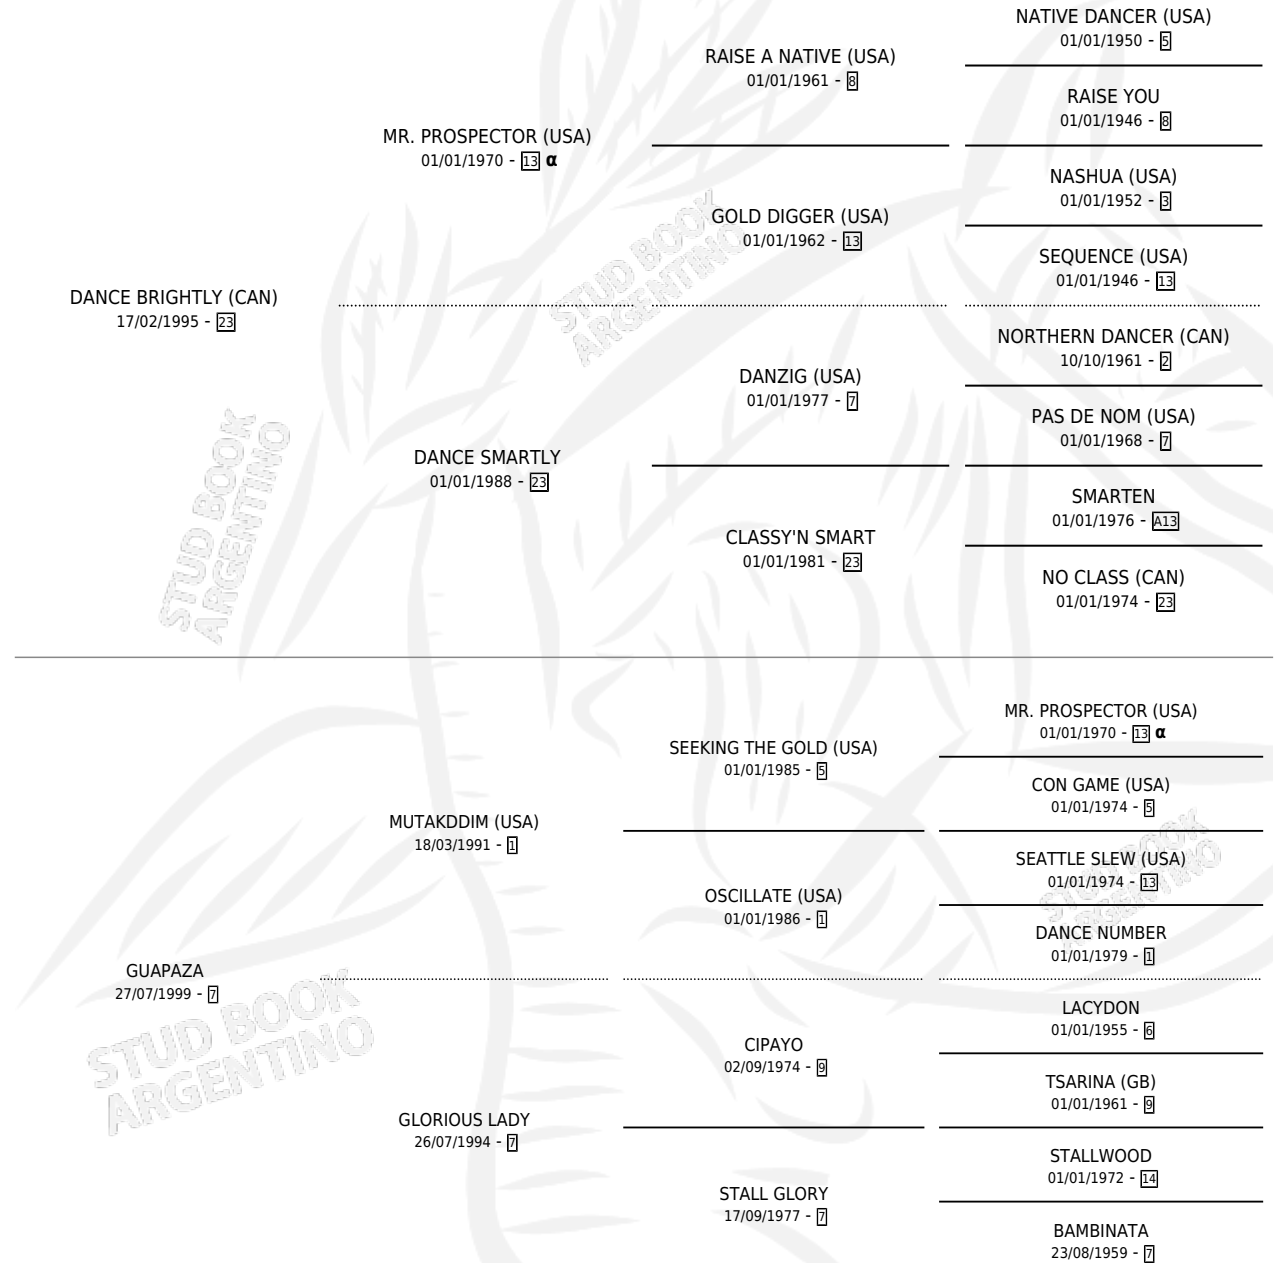 NATIVE DANCER (USA)
01/01/1950 - 5
RAISE A NATIVE (USA)
01/01/1961 - 8
RAISE YOU
01/01/1946 - 8
MR. PROSPECTOR (USA)
01/01/1970 - 13 α
NASHUA (USA)
01/01/1952 - 3
GOLD DIGGER (USA)
01/01/1962 - 13
SEQUENCE (USA)
01/01/1946 - 13
DANCE BRIGHTLY (CAN)
17/02/1995 - 23
NORTHERN DANCER (CAN)
10/10/1961 - 2
DANZIG (USA)
01/01/1977 - 7
PAS DE NOM (USA)
01/01/1968 - 7
DANCE SMARTLY
01/01/1988 - 23
SMARTEN
01/01/1976 - A13
CLASSY'N SMART
01/01/1981 - 23
NO CLASS (CAN)
01/01/1974 - 23
MR. PROSPECTOR (USA)
01/01/1970 - 13 α
SEEKING THE GOLD (USA)
01/01/1985 - 5
CON GAME (USA)
01/01/1974 - 5
MUTAKDDIM (USA)
18/03/1991 - 1
SEATTLE SLEW (USA)
01/01/1974 - 13
OSCILLATE (USA)
01/01/1986 - 1
DANCE NUMBER
01/01/1979 - 1
GUAPAZA
27/07/1999 - 7
LACYDON
01/01/1955 - 6
CIPAYO
02/09/1974 - 9
TSARINA (GB)
01/01/1961 - 9
GLORIOUS LADY
26/07/1994 - 7
STALLWOOD
01/01/1972 - 14
STALL GLORY
17/09/1977 - 7
BAMBINATA
23/08/1959 - 7
STUD BOOK
ARGENTINO
STUD BOOK
ARGENTINO
STUD BOOK
ARGENTINO
STUD BOOK
ARGENTINO